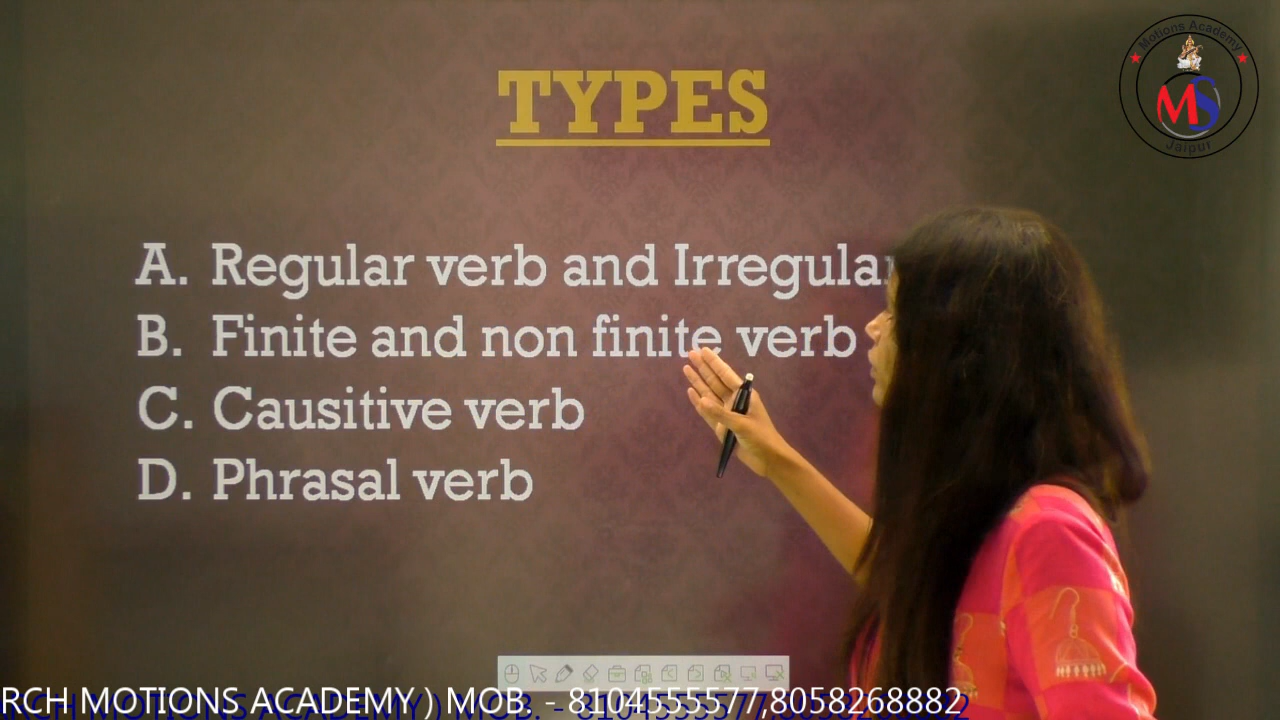 Motions Academy
MS
Jaipur
TYPES
A. Regular verb and Irregular
B. Finite and non finite verb
C. Causitive verb
D. Phrasal verb
RCH MOTIONS ACADEMY ) MOB. - 8104555577,8058268882